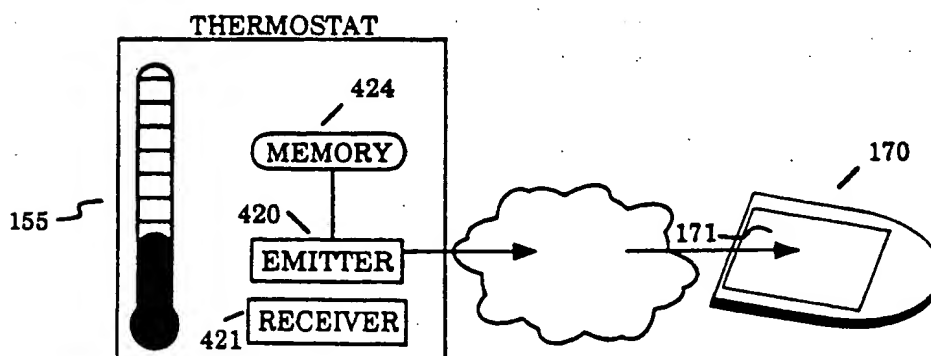 THERMOSTAT
424
MEMORY
170
155
420
171
EMITTER
421
RECEIVER